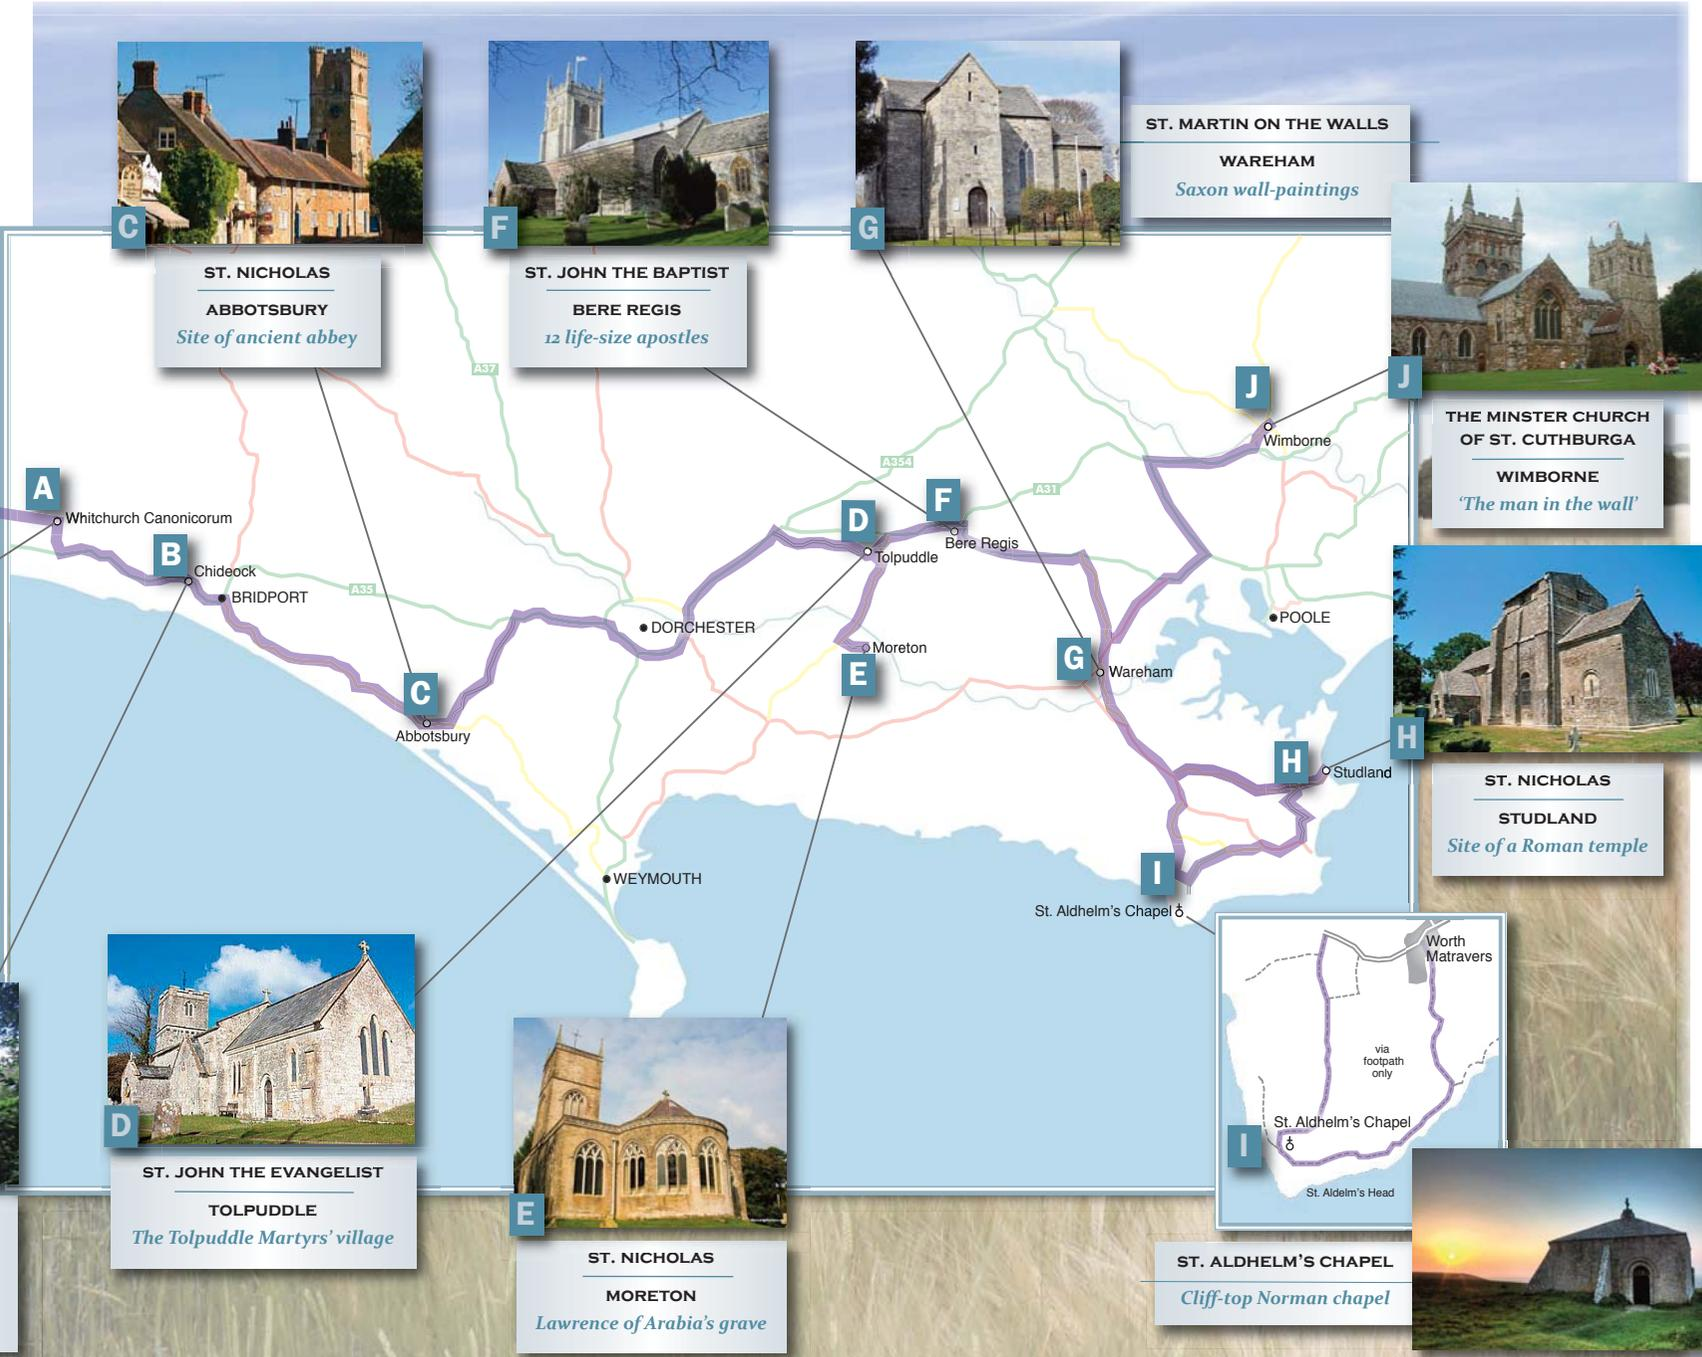 C
ST. NICHOLAS
ABBOTSBURY
Site of ancient abbey
F
ST. JOHN THE BAPTIST
BERE REGIS
12 life-size apostles
G
ST. MARTIN ON THE WALLS
WAREHAM
Saxon wall-paintings
J
THE MINSTER CHURCH
OF ST. CUTHBURGA
WIMBORNE
‘The man in the wall’
A37
A354
A31
A35
J
Wimborne
A
Whitchurch Canonicorum
B
Chideock
BRIDPORT
D
Tolpuddle
F
Bere Regis
DORCHESTER
Moreton
E
POOLE
G
Wareham
C
Abbotsbury
H
Studland
WEYMOUTH
I
St. Aldhelm’s Chapel
H
ST. NICHOLAS
STUDLAND
Site of a Roman temple
Worth
Matravers
via
footpath
only
St. Aldhelm’s Chapel
I
St. Aldelm’s Head
D
ST. JOHN THE EVANGELIST
TOLPUDDLE
The Tolpuddle Martyrs’ village
E
ST. NICHOLAS
MORETON
Lawrence of Arabia’s grave
ST. ALDHELM’S CHAPEL
Cliff-top Norman chapel